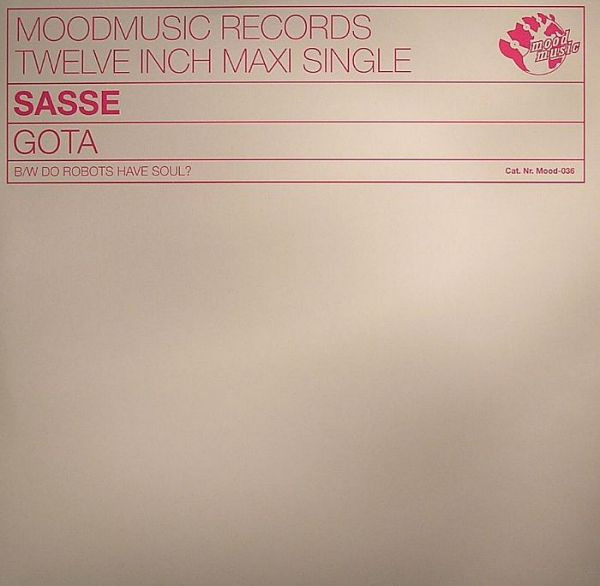 MOODMUSIC RECORDS
TWELVE INCH MAXI SINGLE
mood
music
SASSE
GOTA
B/W DO ROBOTS HAVE SOUL?
Cat. Nr. Mood-036